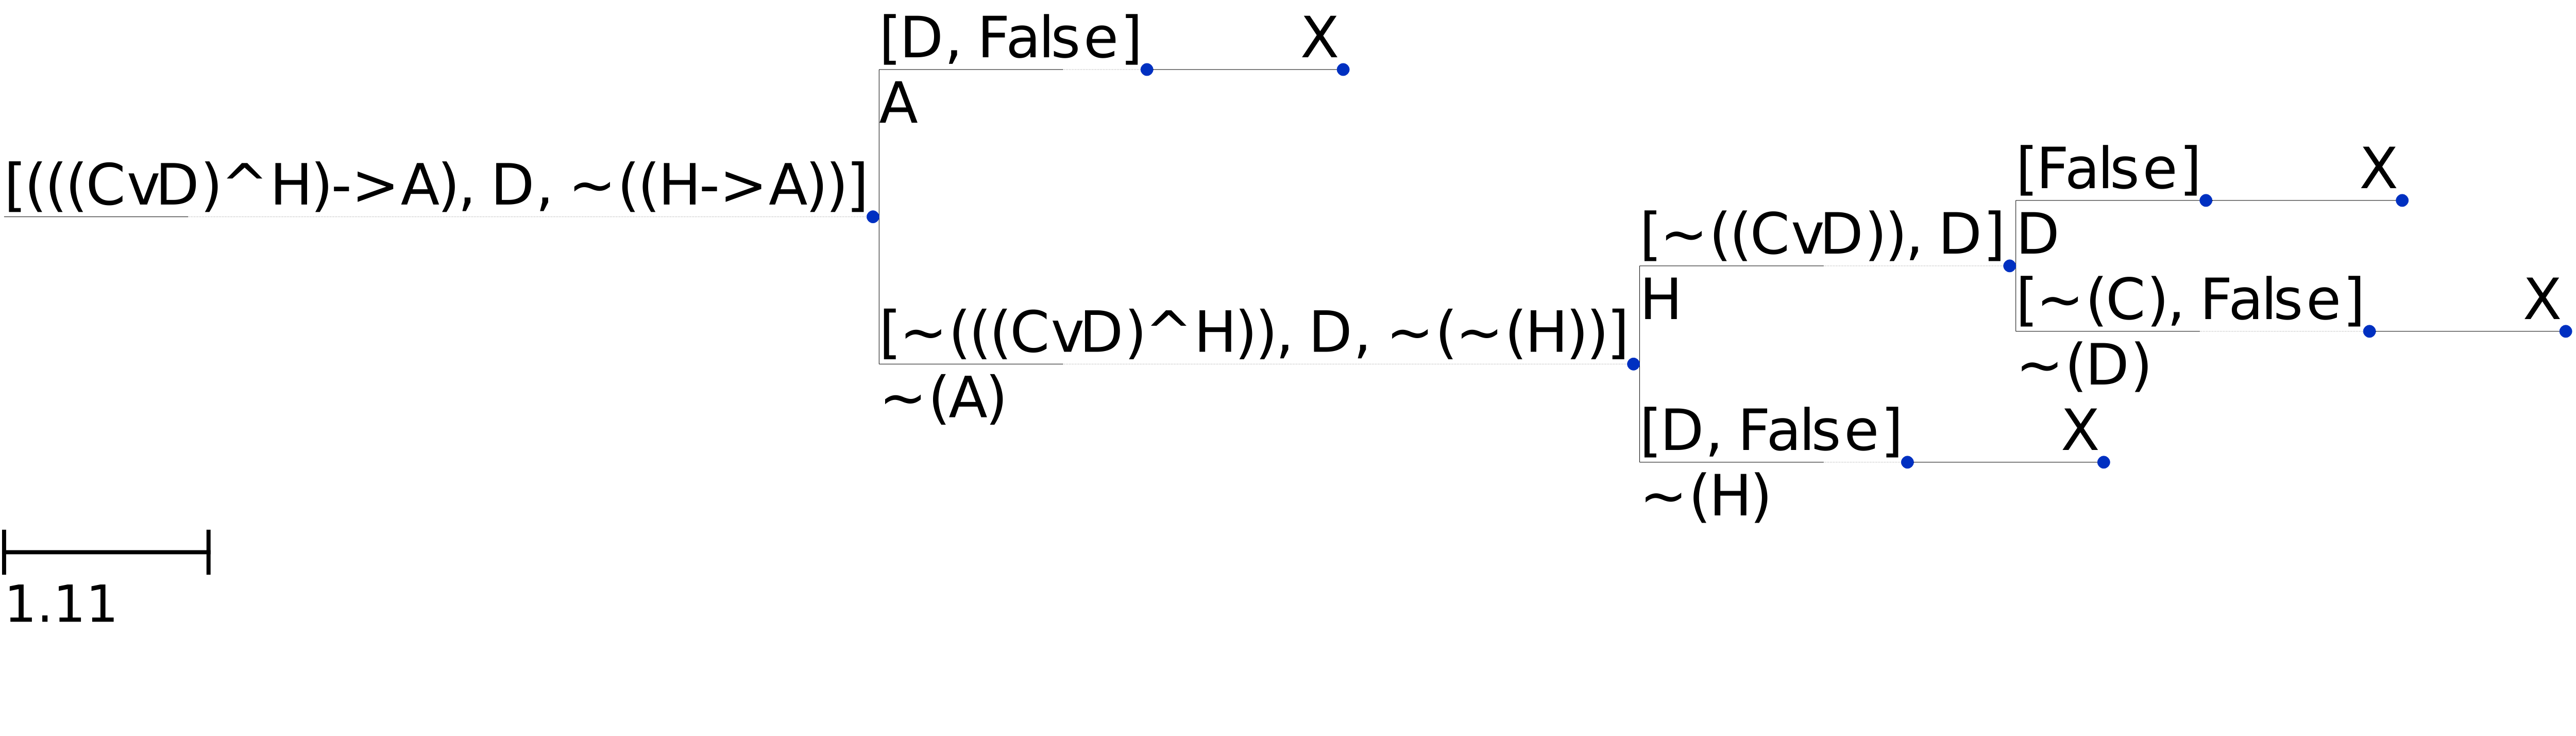 [D, False]
X
A
[(((CvD)^H)->A), D, ~((H->A))]
[False]
X
[~((CvD)), D]
D
H
[~(C), False]
X
[~(((CvD)^H)), D, ~(~(H))]
~(D)
~(A)
[D, False]
X
~(H)
1.11